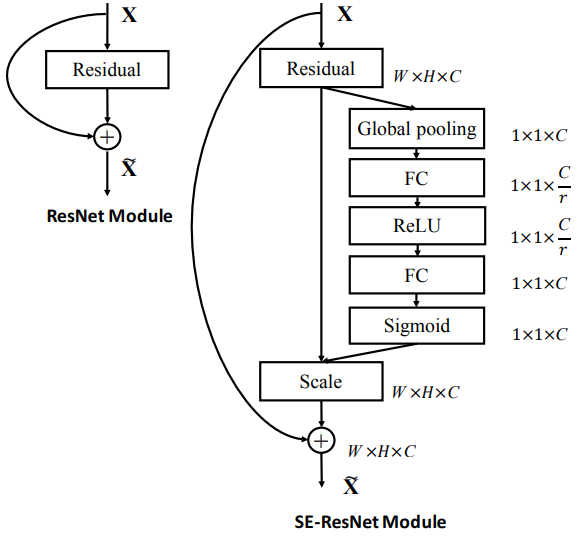 X
Residual
+
X̃
ResNet Module
X
Residual
W×H×C
Global pooling
1×1×C
FC
1×1×C/r
ReLU
1×1×C/r
FC
1×1×C
Sigmoid
1×1×C
Scale
W×H×C
+
W×H×C
X̃
SE-ResNet Module